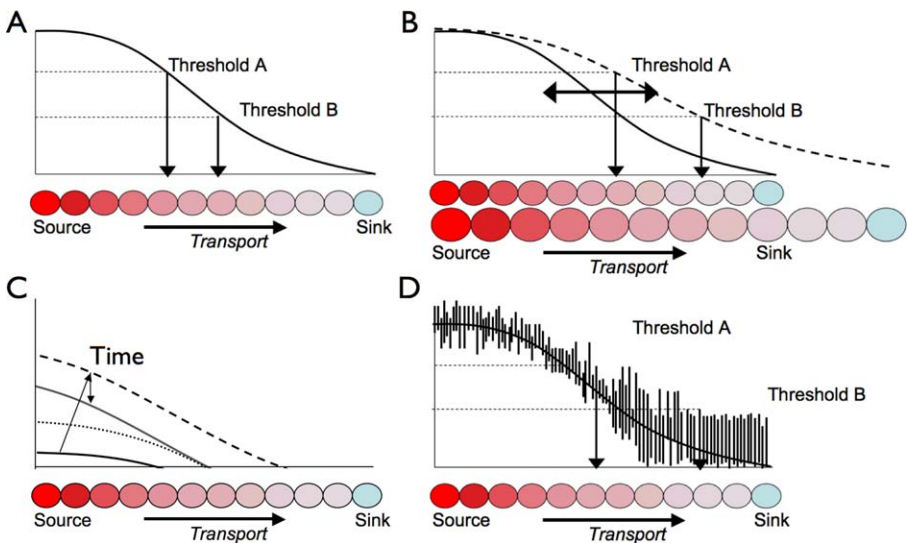 A
Threshold A
Threshold B
Source
Transport
Sink
B
Threshold A
Threshold B
Source
Transport
Sink
C
Time
Source
Transport
Sink
D
Threshold A
Threshold B
Source
Transport
Sink